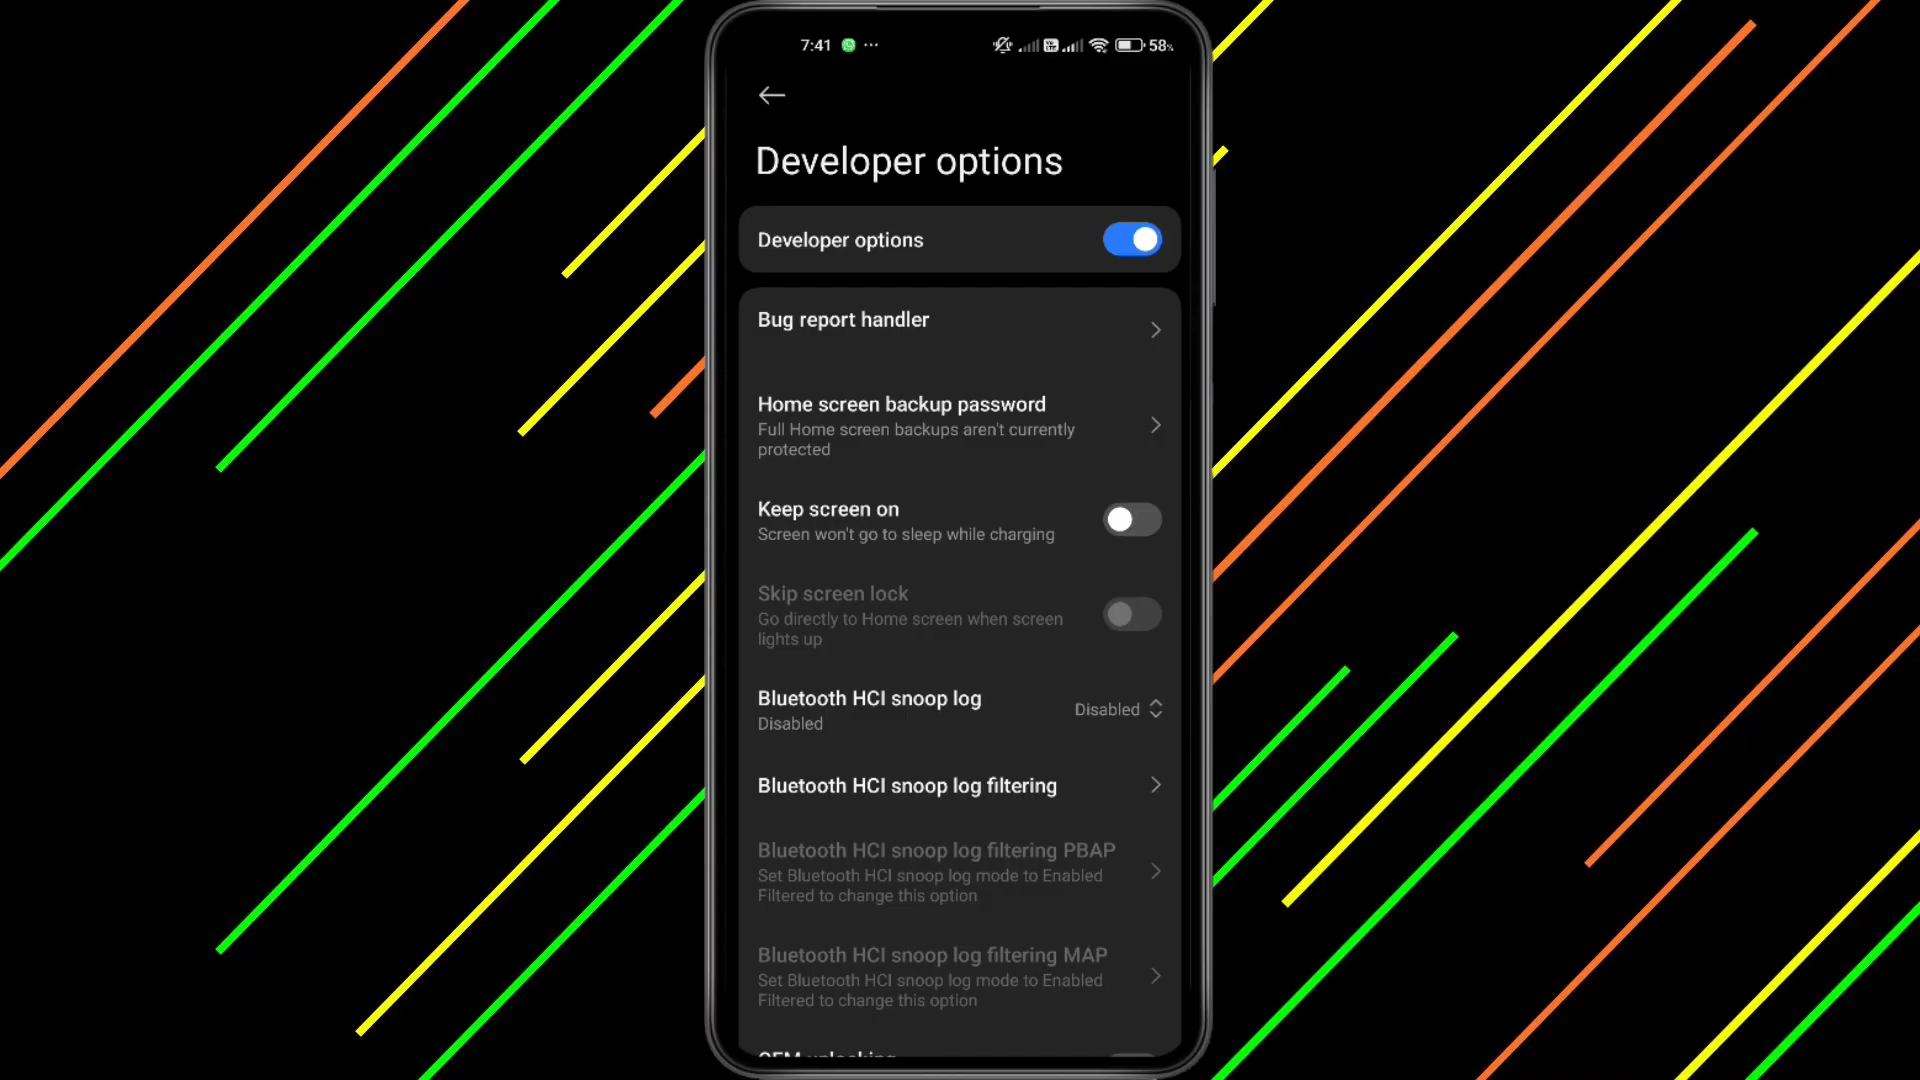 7:41 ... 58%
Developer options
Developer options
Bug report handler
Home screen backup password
Full Home screen backups aren't currently
protected
Keep screen on
Screen won't go to sleep while charging
Skip screen lock
Go directly to Home screen when screen
lights up
Bluetooth HCI snoop log
Disabled
Disabled
Bluetooth HCI snoop log filtering
Bluetooth HCI snoop log filtering PBAP
Set Bluetooth HCI snoop log mode to Enabled
Filtered to change this option
Bluetooth HCI snoop log filtering MAP
Set Bluetooth HCI snoop log mode to Enabled
Filtered to change this option
OEM unlocking